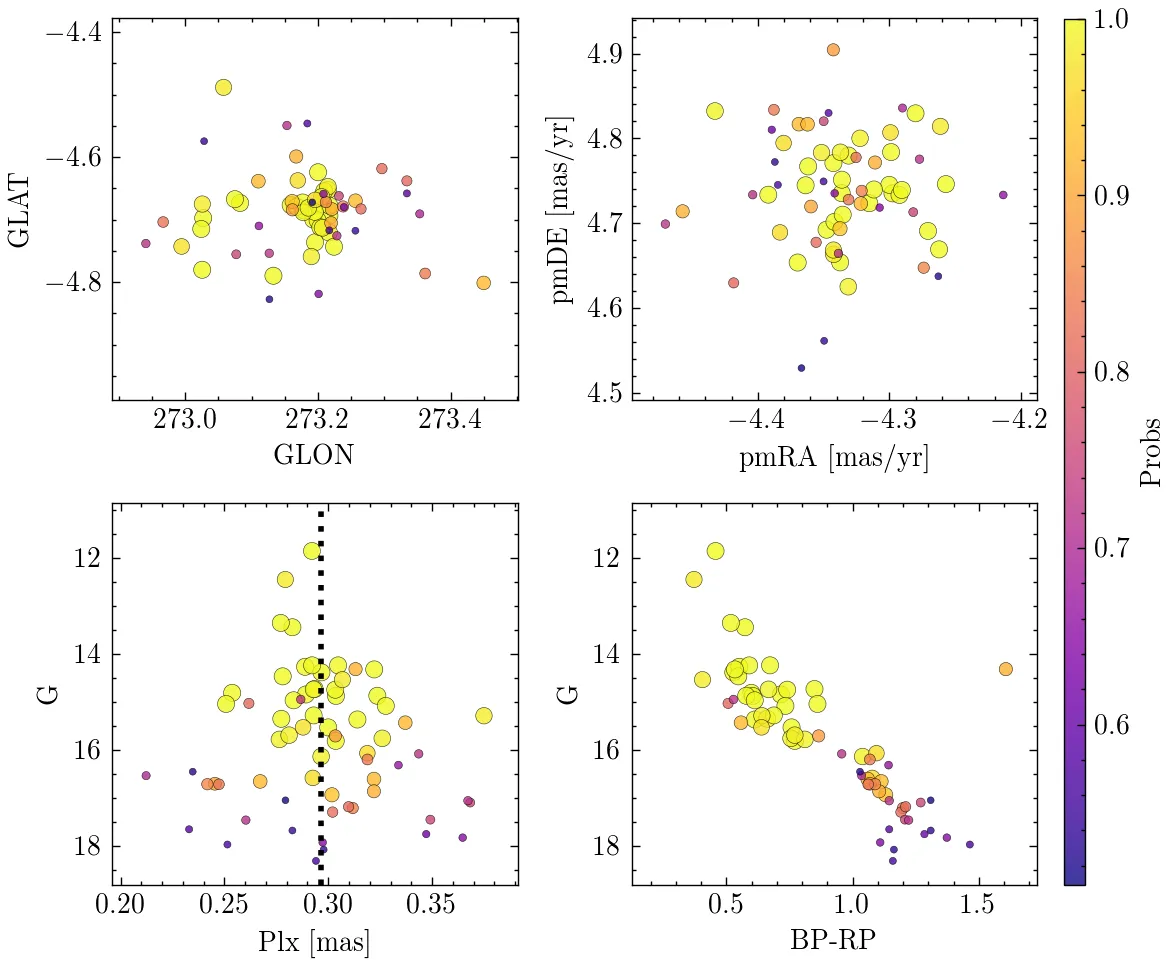 −4.4
−4.6
−4.8
GLAT
273.0 273.2 273.4
GLON
4.9
4.8
4.7
4.6
4.5
pmDE [mas/yr]
−4.4 −4.3 −4.2
pmRA [mas/yr]
12
14
16
18
G
0.20 0.25 0.30 0.35
Plx [mas]
12
14
16
18
G
0.5 1.0 1.5
BP-RP
1.0
0.9
0.8
0.7
0.6
Probs